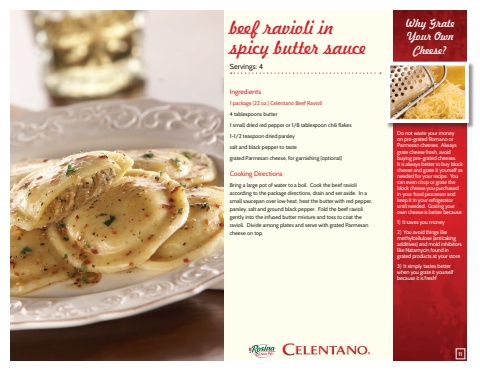 beef ravioli in
spicy butter sauce
Servings: 4
Ingredients
1 package (22 oz.) Celentano Beef Ravioli
4 tablespoons butter
1 small dried red pepper or 1/8 tablespoon chili flakes
1-1/2 teaspoon dried parsley
salt and black pepper to taste
grated Parmesan cheese, for garnishing (optional)
Cooking Directions
Bring a large pot of water to a boil. Cook the beef ravioli
according to the package directions, drain and set aside. In a
small saucepan over low heat, heat the butter with red pepper,
parsley, salt and ground black pepper. Fold the beef ravioli
gently into the infused butter mixture and toss to coat the
ravioli. Divide among plates and serve with grated Parmesan
cheese on top.
Rosina
CELENTANO.
Why Grate
Your Own
Cheese?
Do not waste your money
on pre-grated Romano or
Parmesan cheeses. Always
grate cheese fresh, avoid
buying pre-grated cheeses.
It is always better to buy block
cheese and grate it yourself as
needed for your recipe. You
can even chop or grate the
block cheese you purchased
in your food processor and
keep it in your refrigerator
until needed. Grating your
own cheese is better because:
1) It saves you money
2) You avoid things like
methylcellulose (anticaking
additives) and mold inhibitors
like Natamycin found in
grated products at your store
3) It simply tastes better
when you grate it yourself
because it is fresh!
11